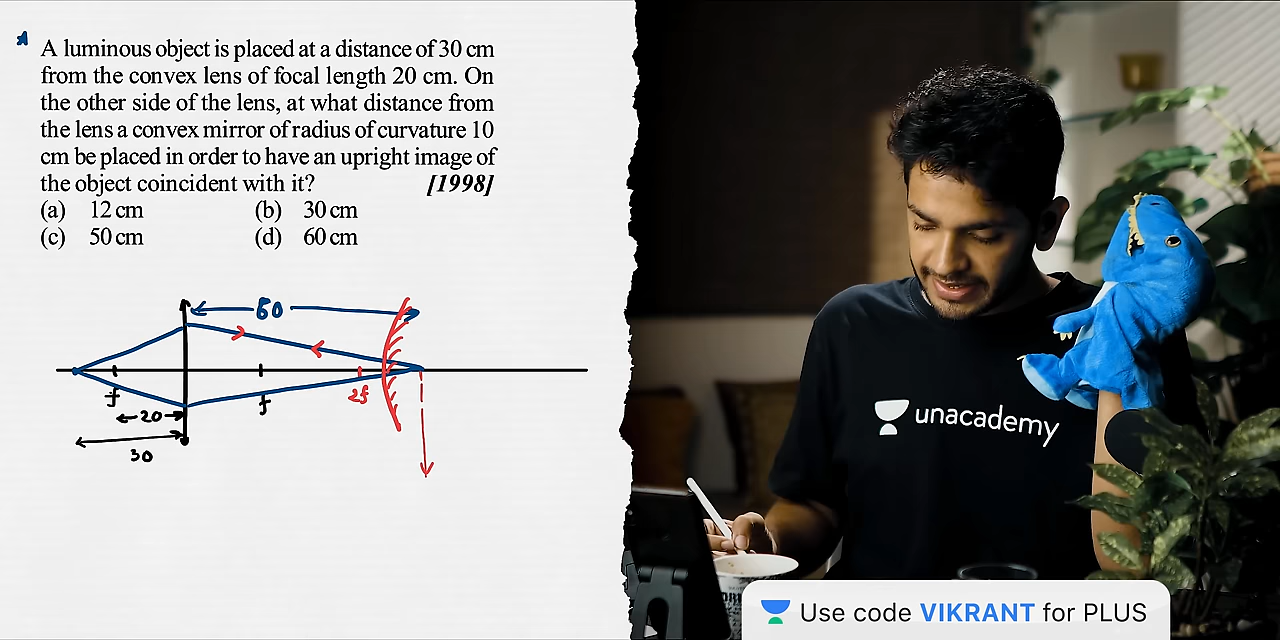 A luminous object is placed at a distance of 30 cm
from the convex lens of focal length 20 cm. On
the other side of the lens, at what distance from
the lens a convex mirror of radius of curvature 10
cm be placed in order to have an upright image of
the object coincident with it? [1998]
(a) 12 cm (b) 30 cm
(c) 50 cm (d) 60 cm
60
f
20
f
2f
30
unacademy
Use code VIKRANT for PLUS